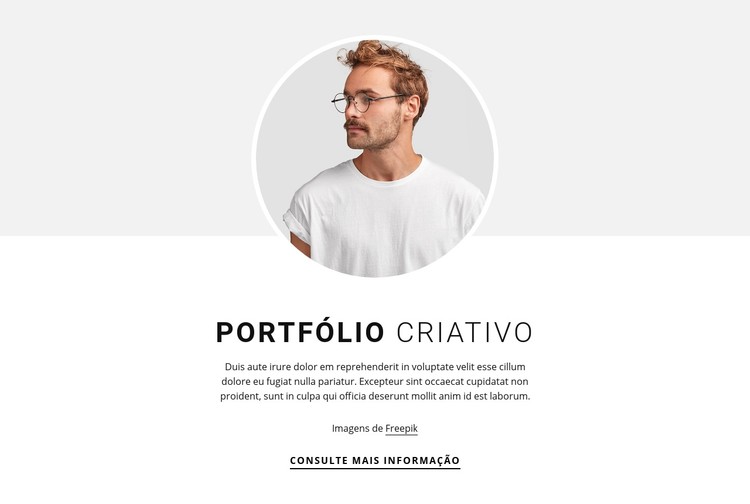 PORTFÓLIO CRIATIVO
Duis aute irure dolor em reprehenderit in voluptate velit esse cillum
dolore eu fugiat nulla pariatur. Excepteur sint occaecat cupidatat non
proident, sunt in culpa qui officia deserunt mollit anim id est laborum.
Imagens de Freepik
CONSULTE MAIS INFORMAÇÃO